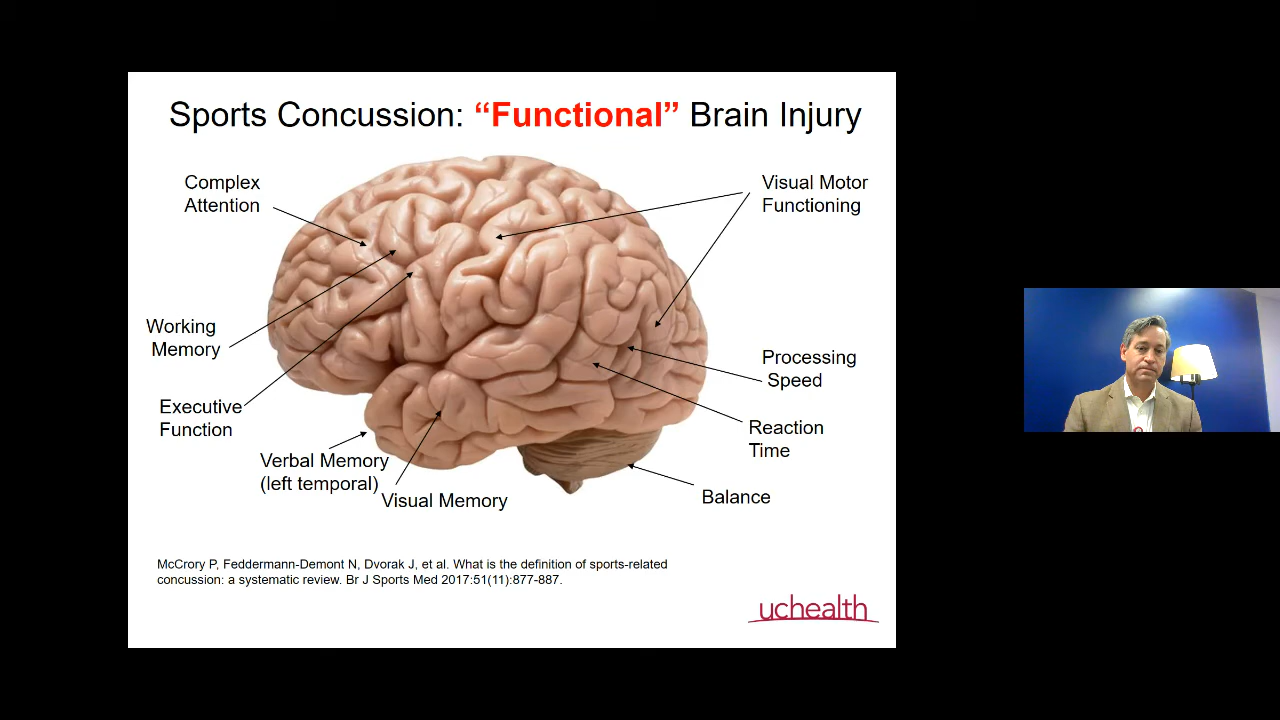 Sports Concussion: “Functional” Brain Injury
Complex
Attention
Visual Motor
Functioning
Working
Memory
Processing
Speed
Executive
Function
Reaction
Time
Verbal Memory
(left temporal)
Visual Memory
Balance
McCrory P, Feddermann-Demont N, Dvorak J, et al. What is the definition of sports-related
concussion: a systematic review. Br J Sports Med 2017:51(11):877-887.
uchealth